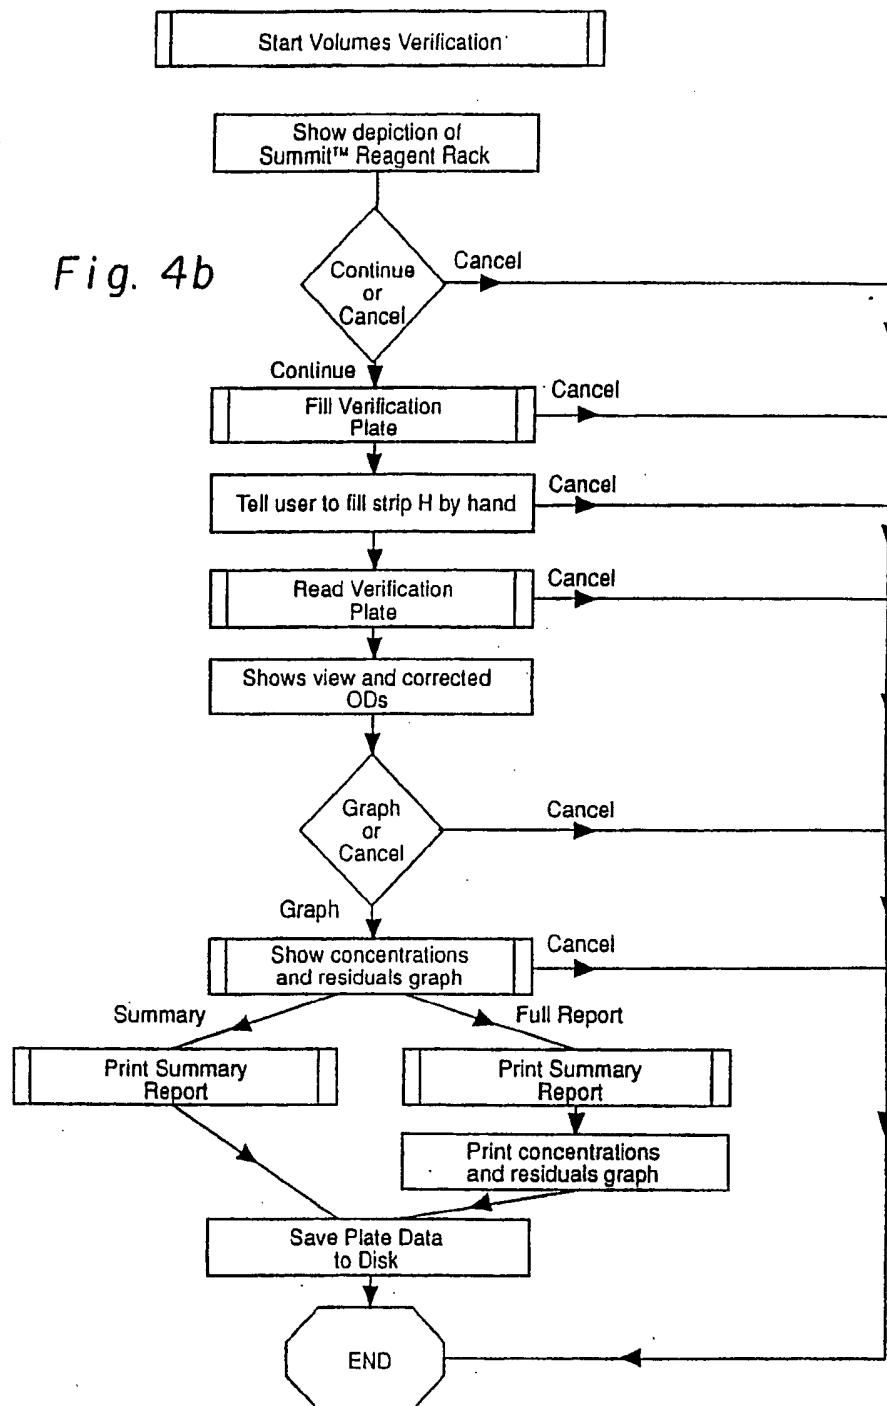 Start Volumes Verification
Show depiction of
Summit™ Reagent Rack
Fig. 4b
Continue
or
Cancel
Cancel
Continue
Fill Verification
Plate
Cancel
Tell user to fill strip H by hand
Cancel
Read Verification
Plate
Cancel
Shows view and corrected
ODs
Graph
or
Cancel
Cancel
Graph
Show concentrations
and residuals graph
Cancel
Summary
Full Report
Print Summary
Report
Print Summary
Report
Print concentrations
and residuals graph
Save Plate Data
to Disk
END